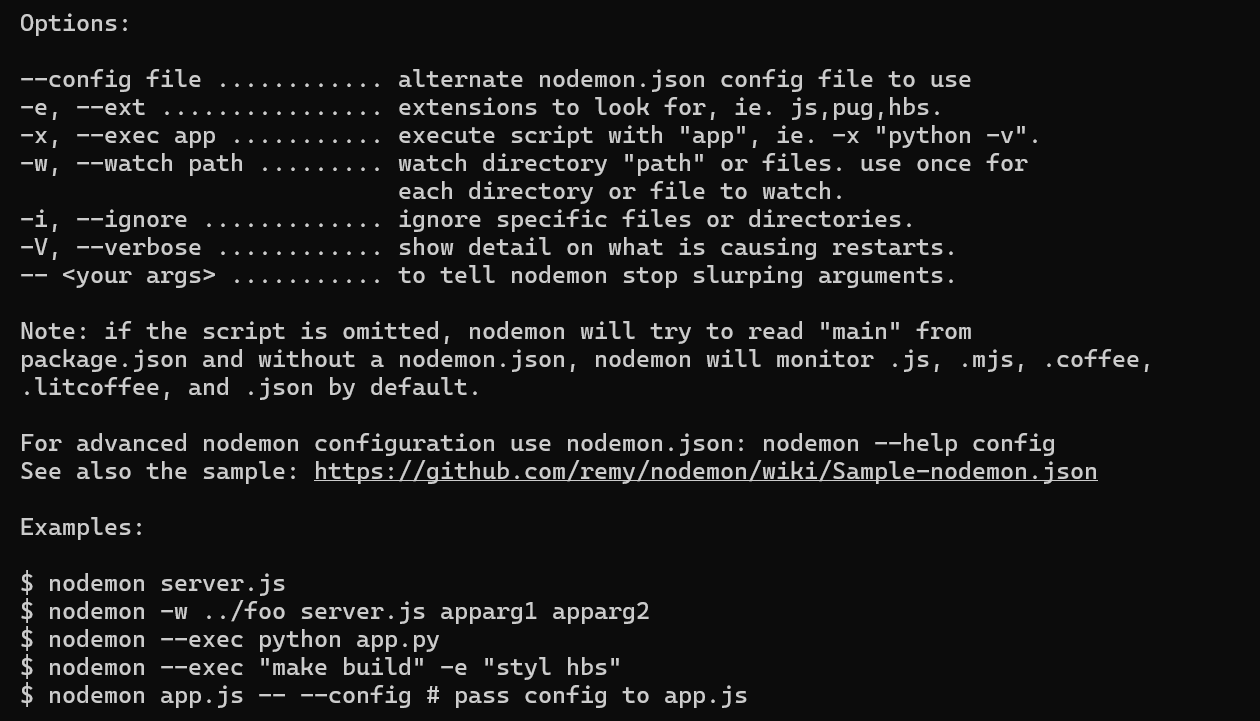 Options:
--config file ............ alternate nodemon.json config file to use
-e, --ext ................ extensions to look for, ie. js,pug,hbs.
-x, --exec app ........... execute script with "app", ie. -x "python -v".
-w, --watch path ......... watch directory "path" or files. use once for
each directory or file to watch.
-i, --ignore ............. ignore specific files or directories.
-V, --verbose ............ show detail on what is causing restarts.
-- <your args> ........... to tell nodemon stop slurping arguments.
Note: if the script is omitted, nodemon will try to read "main" from
package.json and without a nodemon.json, nodemon will monitor .js, .mjs, .coffee,
.litcoffee, and .json by default.
For advanced nodemon configuration use nodemon.json: nodemon --help config
See also the sample: https://github.com/remy/nodemon/wiki/Sample-nodemon.json
Examples:
$ nodemon server.js
$ nodemon -w ../foo server.js apparg1 apparg2
$ nodemon --exec python app.py
$ nodemon --exec "make build" -e "styl hbs"
$ nodemon app.js -- --config # pass config to app.js